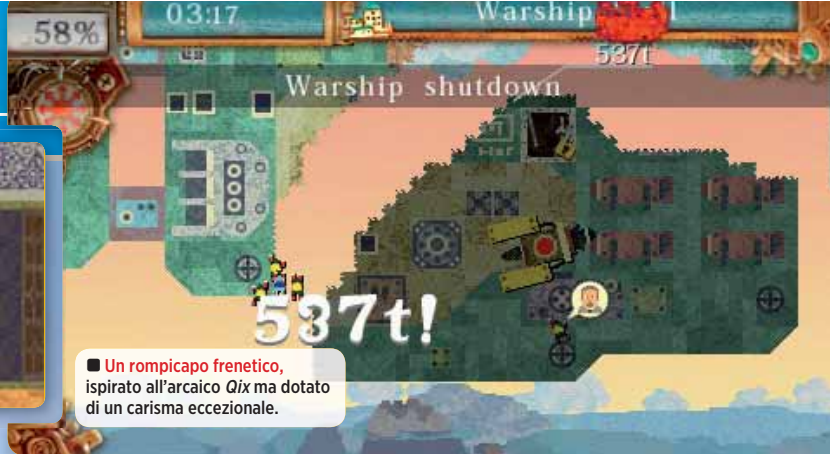 58%
03:17
Warship
537t
Warship shutdown
537t!
Un rompicapo frenetico,
ispirato all'arcaico Qix ma dotato
di un carisma eccezionale.